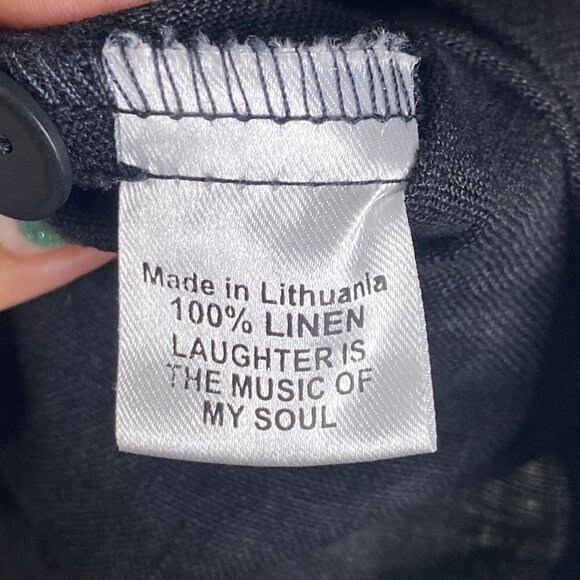 Made in Lithuania
100% LINEN
LAUGHTER IS
THE MUSIC OF
MY SOUL